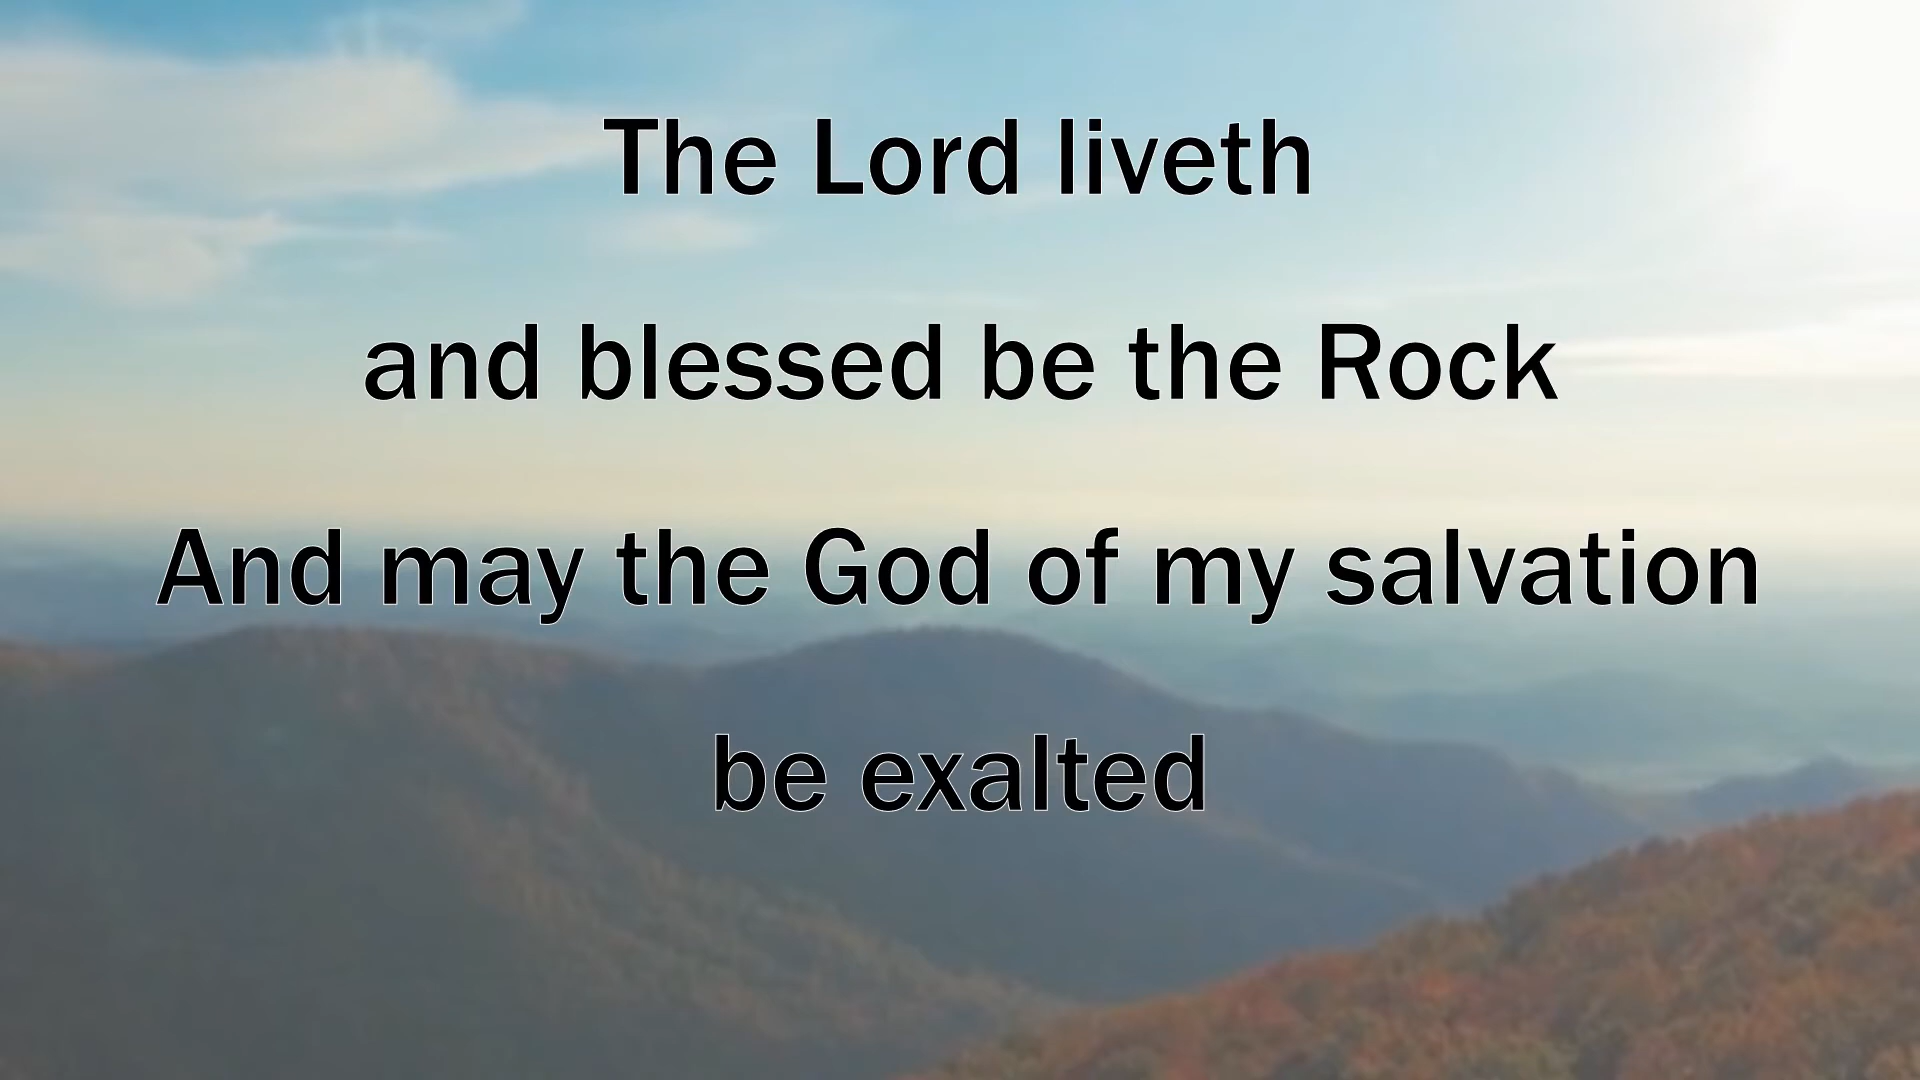 The Lord liveth
and blessed be the Rock
And may the God of my salvation
be exalted